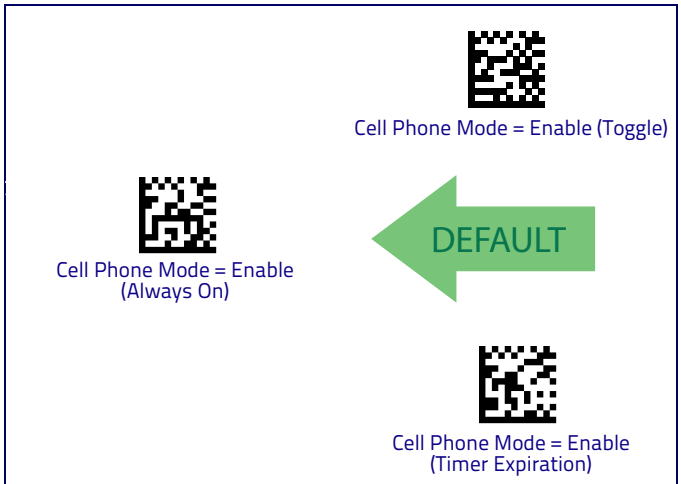 Cell Phone Mode = Enable (Toggle)
DEFAULT
Cell Phone Mode = Enable
(Always On)
Cell Phone Mode = Enable
(Timer Expiration)